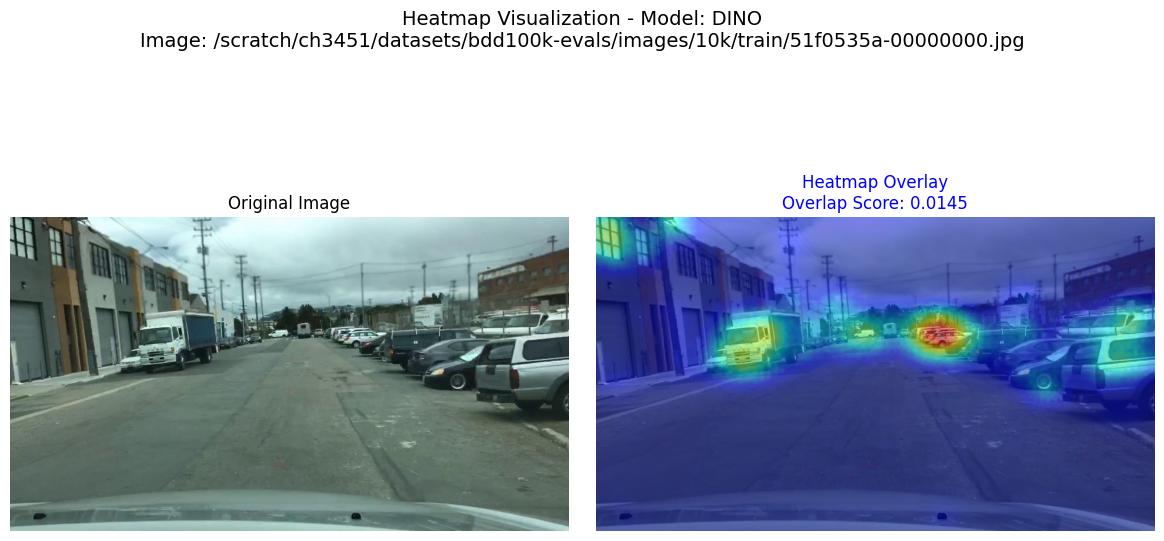 Heatmap Visualization - Model: DINO
Image: /scratch/ch3451/datasets/bdd100k-evals/images/10k/train/51f0535a-00000000.jpg
Original Image
Heatmap Overlay
Overlap Score: 0.0145